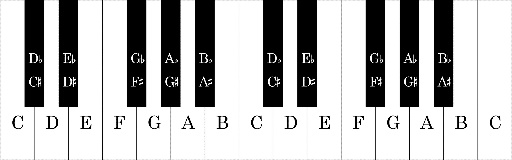 D♭ E♭ G♭ A♭ B♭ D♭ E♭ G♭ A♭ B♭
C♯ D♯ F♯ G♯ A♯ C♯ D♯ F♯ G♯ A♯
C D E F G A B C D E F G A B C